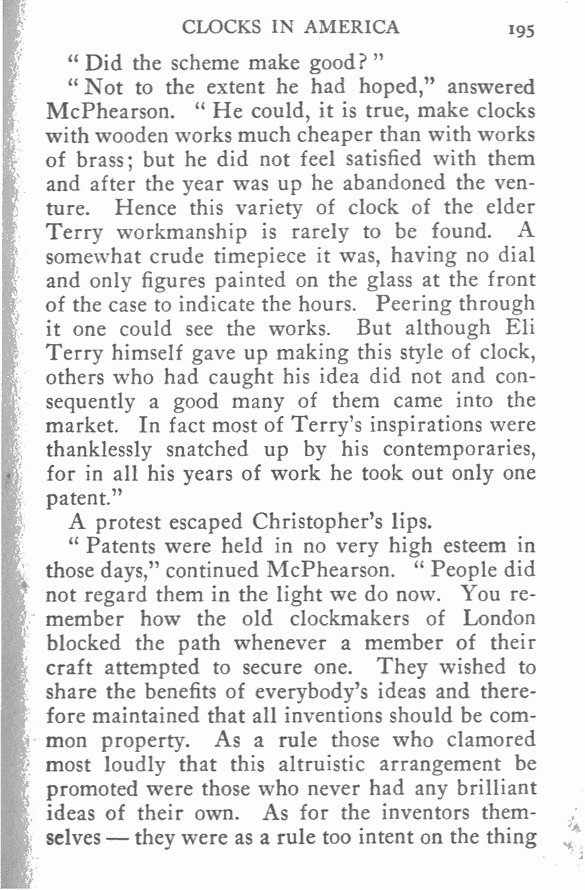 CLOCKS IN AMERICA 195
“ Did the scheme make good? ”
“ Not to the extent he had hoped,” answered
McPhearson. “ He could, it is true, make clocks
with wooden works much cheaper than with works
of brass; but he did not feel satisfied with them
and after the year was up he abandoned the ven-
ture. Hence this variety of clock of the elder
Terry workmanship is rarely to be found. A
somewhat crude timepiece it was, having no dial
and only figures painted on the glass at the front
of the case to indicate the hours. Peering through
it one could see the works. But although Eli
Terry himself gave up making this style of clock,
others who had caught his idea did not and con-
sequently a good many of them came into the
market. In fact most of Terry’s inspirations were
thanklessly snatched up by his contemporaries,
for in all his years of work he took out only one
patent.”
A protest escaped Christopher’s lips.
“ Patents were held in no very high esteem in
those days,” continued McPhearson. “ People did
not regard them in the light we do now. You re-
member how the old clockmakers of London
blocked the path whenever a member of their
craft attempted to secure one. They wished to
share the benefits of everybody’s ideas and there-
fore maintained that all inventions should be com-
mon property. As a rule those who clamored
most loudly that this altruistic arrangement be
promoted were those who never had any brilliant
ideas of their own. As for the inventors them-
selves — they were as a rule too intent on the thing